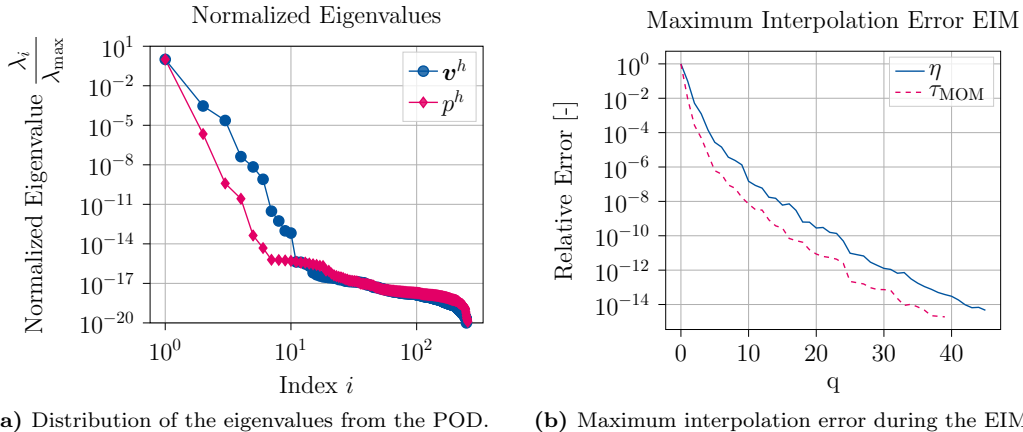 Normalized Eigenvalues
Normalized Eigenvalue λ_i/λ_max
10^1
10^−2
10^−5
10^−8
10^−11
10^−14
10^−17
10^−20
v^h
p^h
10^0
10^1
10^2
Index i
a) Distribution of the eigenvalues from the POD.
Maximum Interpolation Error EIM
Relative Error [-]
10^0
10^−2
10^−4
10^−6
10^−8
10^−10
10^−12
10^−14
η
τ_MOM
0
10
20
30
40
q
(b) Maximum interpolation error during the EIM